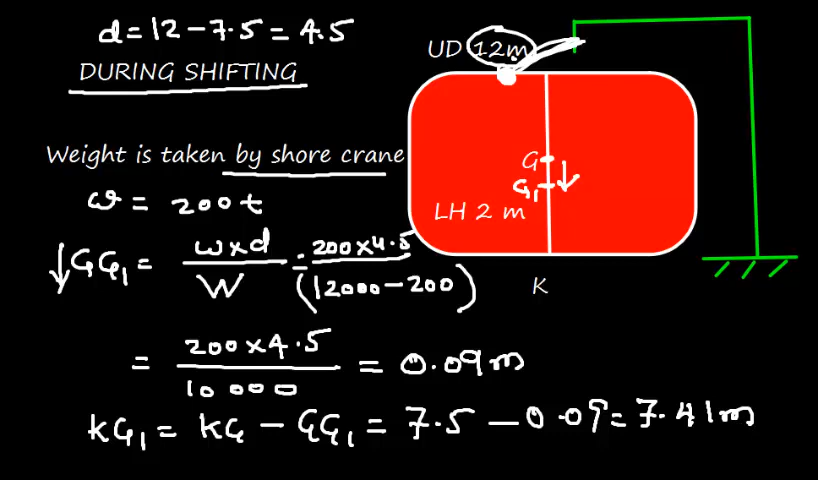 d = 12 - 7.5 = 4.5
UD 12m
DURING SHIFTING
Weight is taken by shore crane
G
G1
ω = 200t
LH 2 m
↓GG1 = w x d / W = 200 x 4.5 / (12000 - 200)
K
= 200 x 4.5 / 10000 = 0.09m
KG1 = KG - GG1 = 7.5 - 0.09 = 7.41m